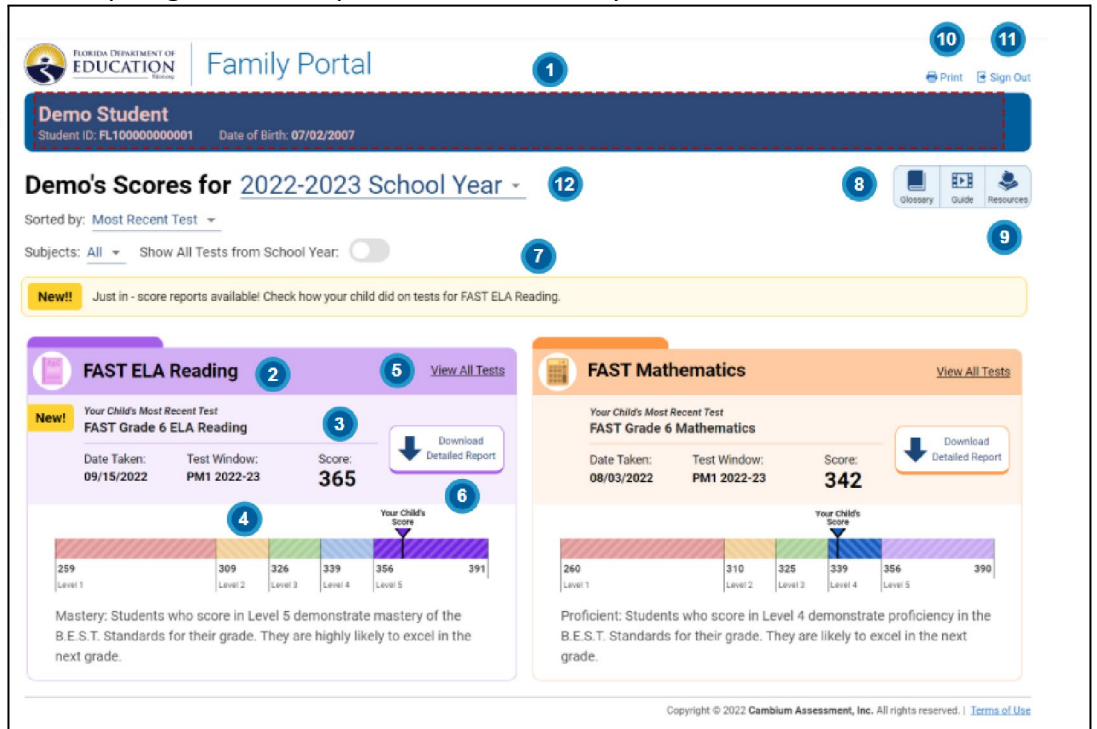 10 11
FLORIDA DEPARTMENT OF
EDUCATION
Family Portal
1
Print Sign Out
Demo Student
Student ID: FL100000000001 Date of Birth: 07/02/2007
Demo's Scores for 2022-2023 School Year
12
8
Glossary Guide Resources
Sorted by: Most Recent Test
9
Subjects: All Show All Tests from School Year:
7
New!! Just in - score reports available! Check how your child did on tests for FAST ELA Reading.
FAST ELA Reading 2 5 View All Tests
New! Your Child's Most Recent Test
FAST Grade 6 ELA Reading
3
Download
Detailed Report
Date Taken: Test Window: Score:
09/15/2022 PM1 2022-23 365
6
4
Your Child's
Score
259 309 326 339 356 391
Level 1 Level 2 Level 3 Level 4 Level 5
Mastery: Students who score in Level 5 demonstrate mastery of the
B.E.S.T. Standards for their grade. They are highly likely to excel in the
next grade.
FAST Mathematics View All Tests
Your Child's Most Recent Test
FAST Grade 6 Mathematics
Download
Detailed Report
Date Taken: Test Window: Score:
08/03/2022 PM1 2022-23 342
Your Child's
Score
260 310 325 339 356 390
Level 1 Level 2 Level 3 Level 4 Level 5
Proficient: Students who score in Level 4 demonstrate proficiency in the
B.E.S.T. Standards for their grade. They are likely to excel in the next
grade.
Copyright © 2022 Cambium Assessment, Inc. All rights reserved. | Terms of Use